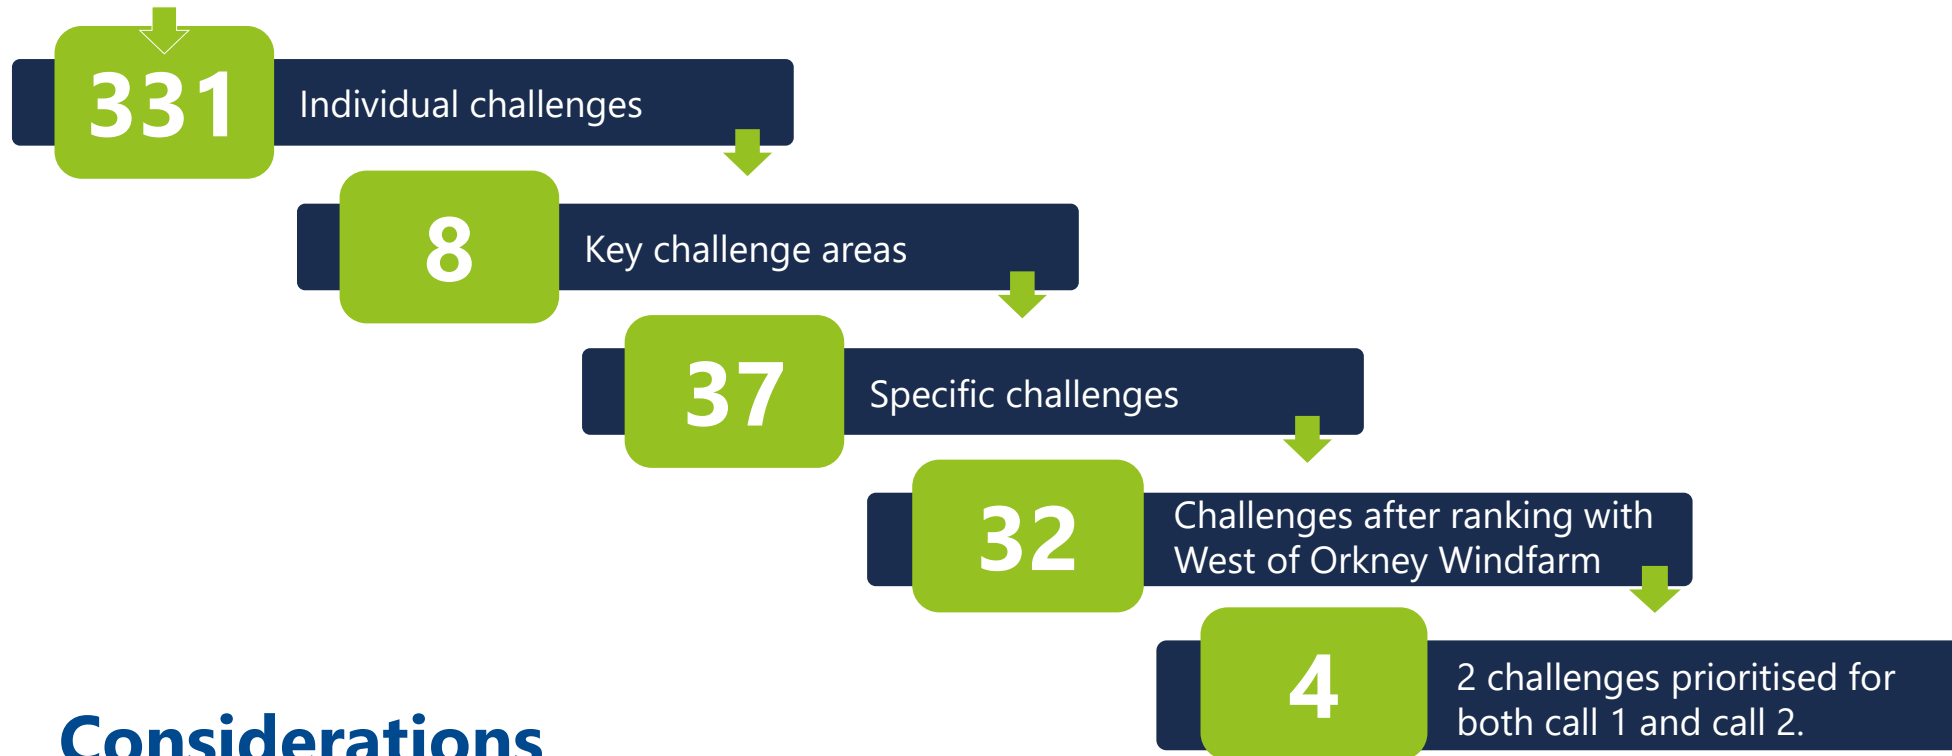 331
Individual challenges
8
Key challenge areas
37
Specific challenges
32
Challenges after ranking with
West of Orkney Windfarm
4
2 challenges prioritised for
both call 1 and call 2.
Considerations